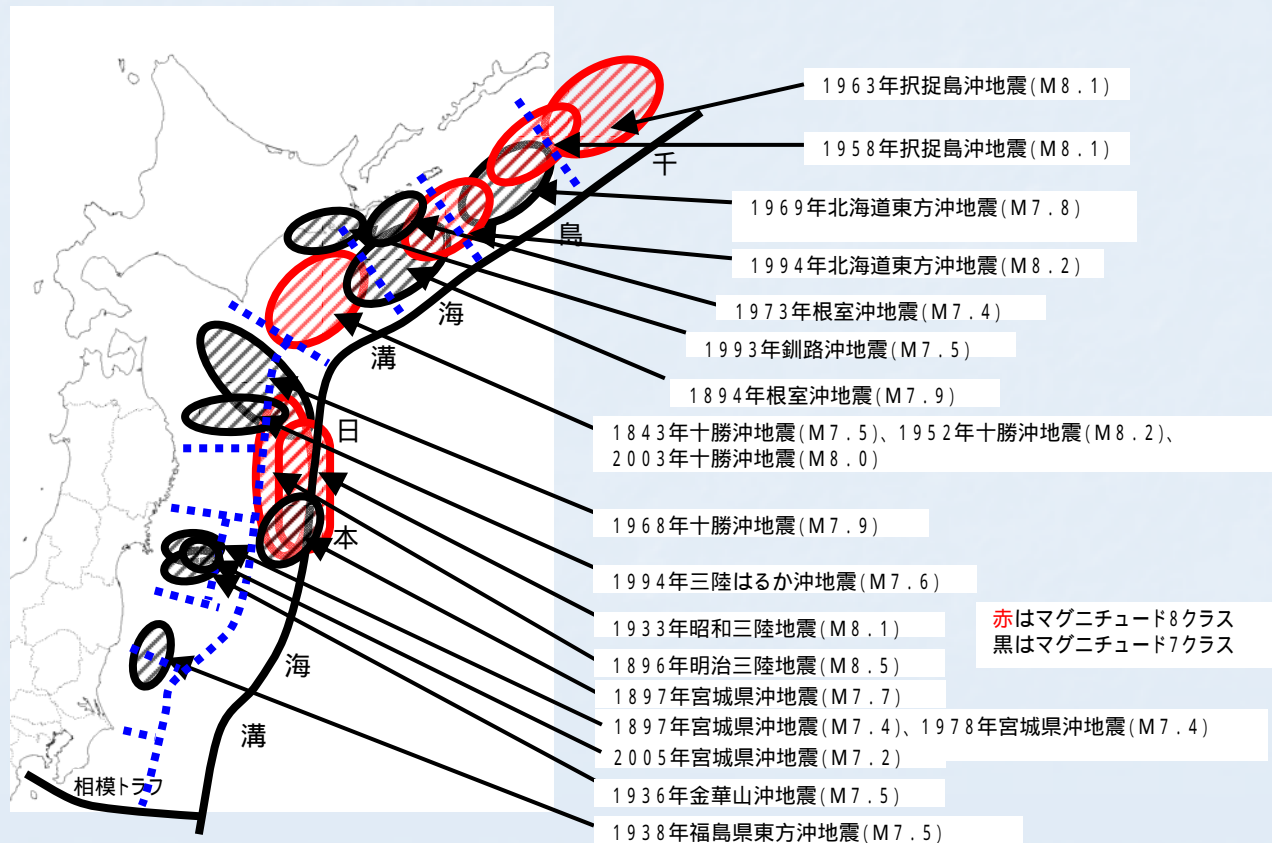 1963年択捉島沖地震(M8.1)
1958年択捉島沖地震(M8.1)
1969年北海道東方沖地震(M7.8)
1994年北海道東方沖地震(M8.2)
1973年根室沖地震(M7.4)
1993年釧路沖地震(M7.5)
1894年根室沖地震(M7.9)
1843年十勝沖地震(M7.5)、1952年十勝沖地震(M8.2)、
2003年十勝沖地震(M8.0)
1968年十勝沖地震(M7.9)
1994年三陸はるか沖地震(M7.6)
1933年昭和三陸地震(M8.1)
1896年明治三陸地震(M8.5)
1897年宮城県沖地震(M7.7)
1897年宮城県沖地震(M7.4)、1978年宮城県沖地震(M7.4)
2005年宮城県沖地震(M7.2)
1936年金華山沖地震(M7.5)
1938年福島県東方沖地震(M7.5)
赤はマグニチュード8クラス
黒はマグニチュード7クラス
千島海溝
日本海溝
相模トラフ